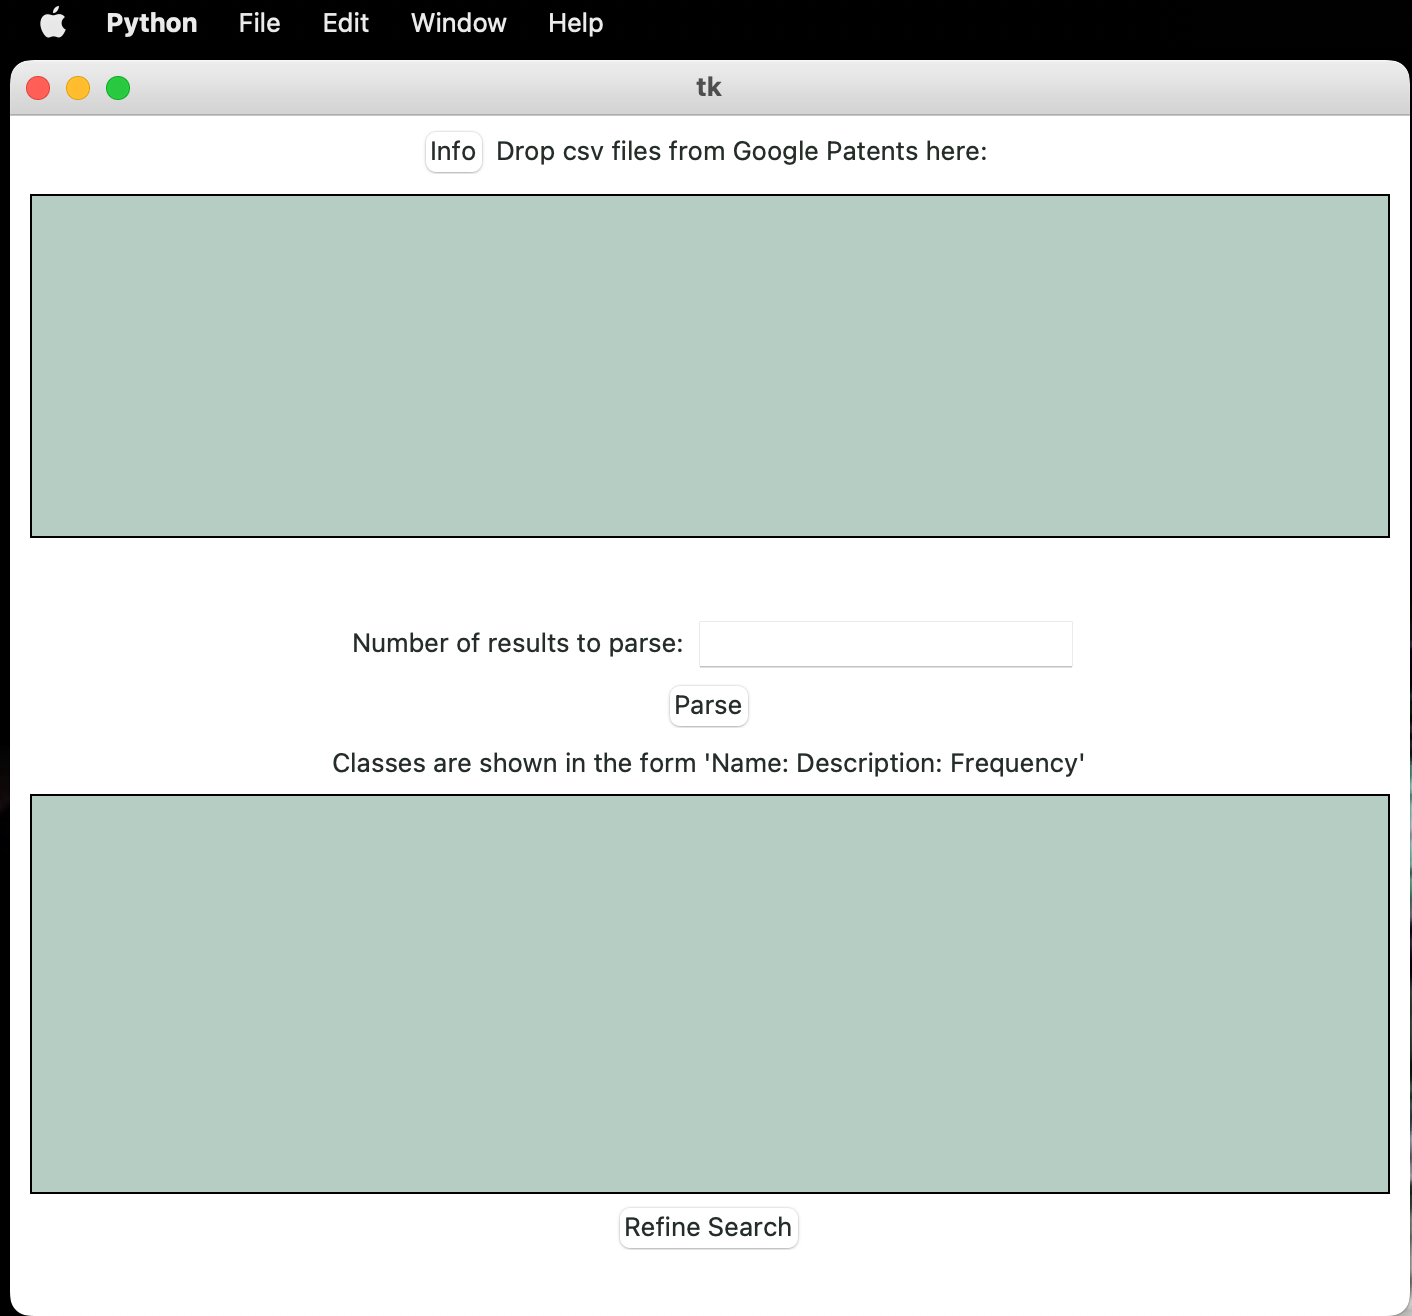 Python File Edit Window Help
tk
Info Drop csv files from Google Patents here:
Number of results to parse:
Parse
Classes are shown in the form 'Name: Description: Frequency'
Refine Search